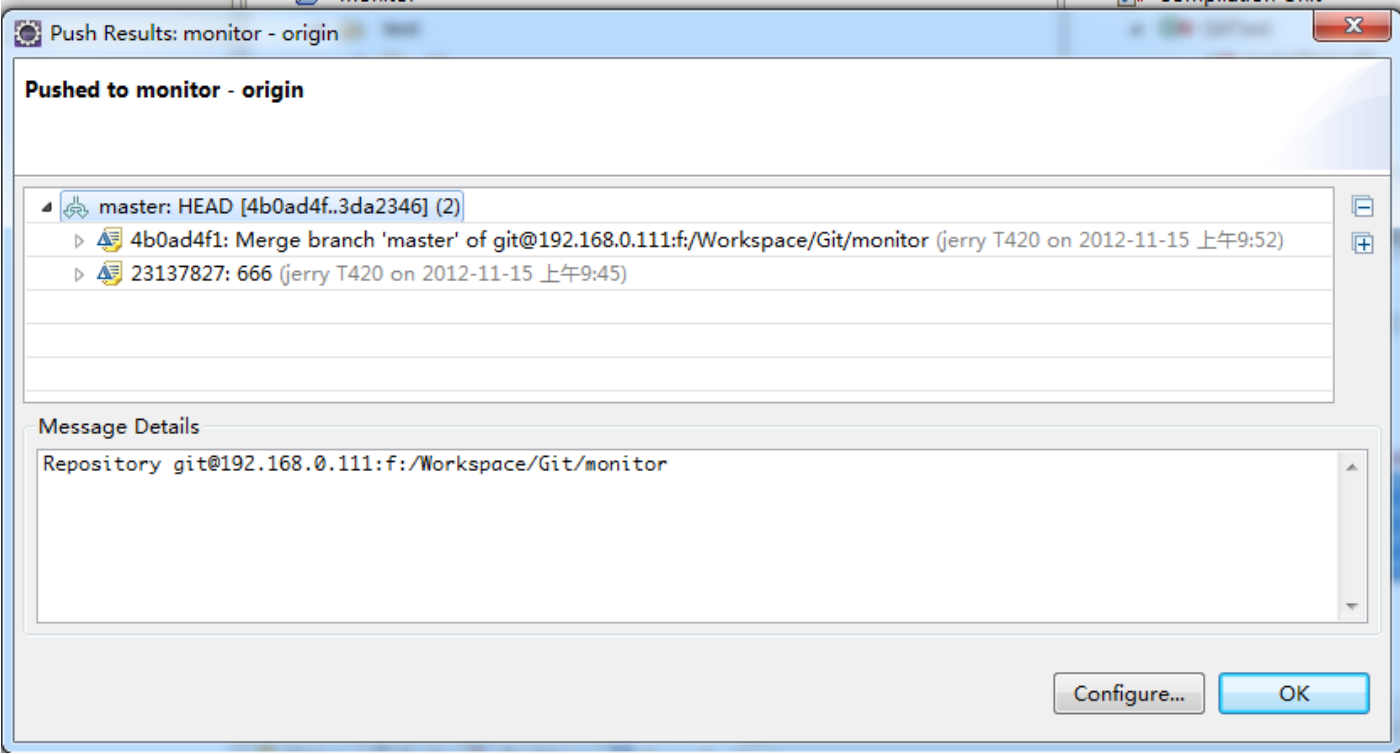 Push Results: monitor - origin
Pushed to monitor - origin
master: HEAD [4b0ad4f..3da2346] (2)
4b0ad4f1: Merge branch 'master' of git@192.168.0.111:f:/Workspace/Git/monitor (jerry T420 on 2012-11-15 上午9:52)
23137827: 666 (jerry T420 on 2012-11-15 上午9:45)
Message Details
Repository git@192.168.0.111:f:/Workspace/Git/monitor
Configure...
OK